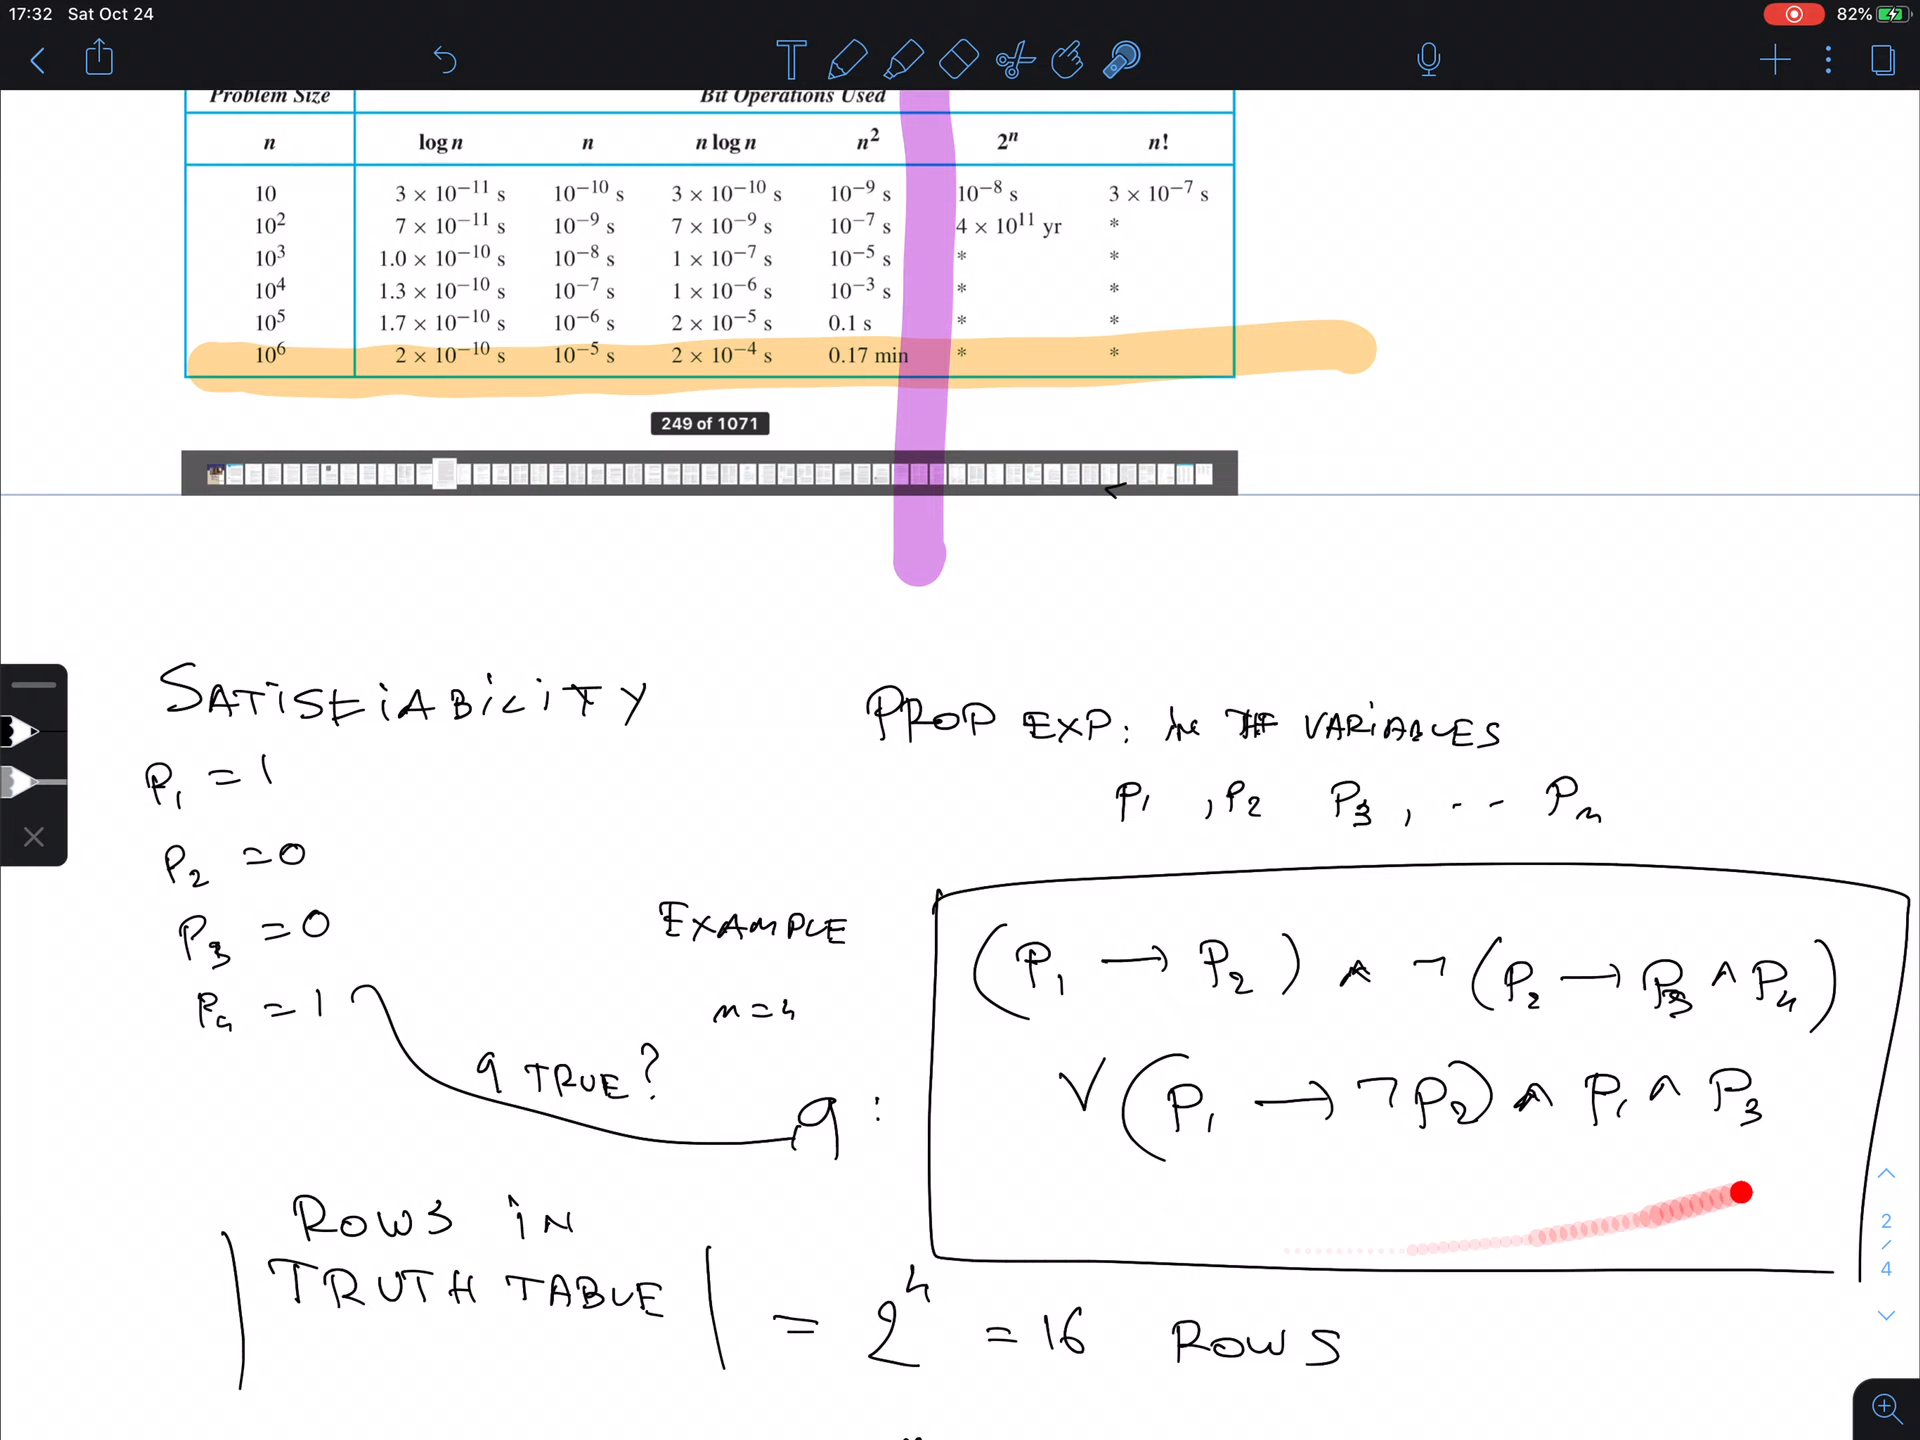 17:32 Sat Oct 24 82%
Problem Size Bit Operations Used
n log n n n log n n² 2ⁿ n!
10 3 × 10⁻¹¹ s 10⁻¹⁰ s 3 × 10⁻¹⁰ s 10⁻⁹ s 10⁻⁸ s 3 × 10⁻⁷ s
10² 7 × 10⁻¹¹ s 10⁻⁹ s 7 × 10⁻⁹ s 10⁻⁷ s 4 × 10¹¹ yr *
10³ 1.0 × 10⁻¹⁰ s 10⁻⁸ s 1 × 10⁻⁷ s 10⁻⁵ s * *
10⁴ 1.3 × 10⁻¹⁰ s 10⁻⁷ s 1 × 10⁻⁶ s 10⁻³ s * *
10⁵ 1.7 × 10⁻¹⁰ s 10⁻⁶ s 2 × 10⁻⁵ s 0.1 s * *
10⁶ 2 × 10⁻¹⁰ s 10⁻⁵ s 2 × 10⁻⁴ s 0.17 min * *
249 of 1071
SATISFIABILITY
P₁ = 1
P₂ = 0
P₃ = 0
P₄ = 1
PROP EXP: IN THE VARIABLES
P₁ , P₂ P₃ , -- Pₙ
EXAMPLE
n = 4
q TRUE?
q :
(P₁ → P₂) ∧ ¬ (P₂ → P₃ ∧ P₄)
∨ (P₁ → ¬P₂) ∧ P₁ ∧ P₃
| ROWS IN
TRUTH TABLE | = 2⁴ = 16 ROWS
2
/
4